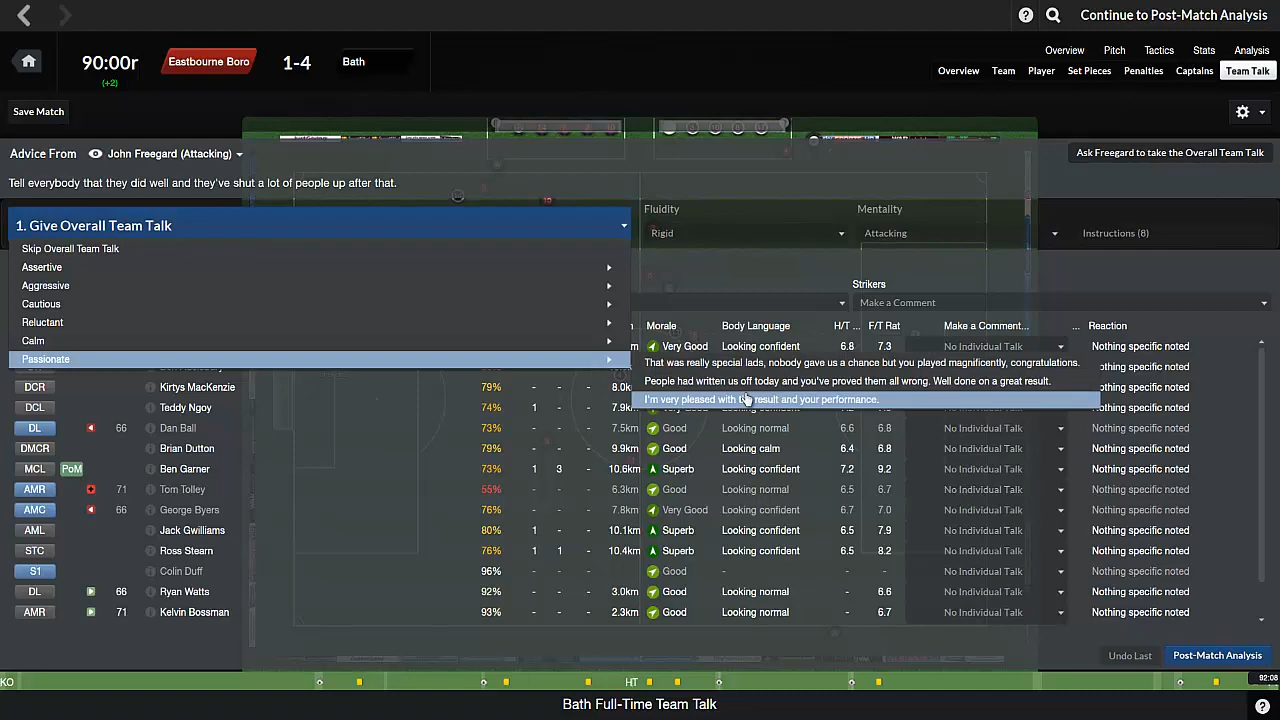 Continue to Post-Match Analysis
90:00r
(+2)
Eastbourne Boro
1-4
Bath
Overview Pitch Tactics Stats Analysis
Overview Team Player Set Pieces Penalties Captains Team Talk
Save Match
Advice From John Freegard (Attacking)
Ask Freegard to take the Overall Team Talk
Tell everybody that they did well and they've shut a lot of people up after that.
1. Give Overall Team Talk
Fluidity Mentality
Rigid Attacking Instructions (8)
Skip Overall Team Talk
Assertive
Aggressive
Cautious
Reluctant
Calm
Passionate
Strikers
Make a Comment
Morale Body Language H/T ... F/T Rat Make a Comment... ... Reaction
Very Good Looking confident 6.8 7.3 No Individual Talk Nothing specific noted
That was really special lads, nobody gave us a chance but you played magnificently, congratulations.
People had written us off today and you've proved them all wrong. Well done on a great result.
I'm very pleased with result and your performance.
DCR Kirtys MacKenzie 79% - - - 8.0km
DCL Teddy Ngoy 74% 1 - - 7.9km No Individual Talk Nothing specific noted
DL 66 Dan Ball 73% - - - 7.5km Good Looking normal 6.6 6.8 No Individual Talk Nothing specific noted
DMCR Brian Dutton 79% - - - 9.9km Good Looking calm 6.4 6.8 No Individual Talk Nothing specific noted
MCL PoM Ben Garner 73% 1 3 - 10.6km Superb Looking confident 7.2 9.2 No Individual Talk Nothing specific noted
AMR 71 Tom Tolley 55% - - - 6.3km Good Looking normal 6.5 6.7 No Individual Talk Nothing specific noted
AMC 66 George Byers 76% - - - 7.8km Very Good Looking confident 6.7 7.0 No Individual Talk Nothing specific noted
AML Jack Gwilliams 80% 1 - - 10.1km Superb Looking confident 6.5 7.9 No Individual Talk Nothing specific noted
STC Ross Stearn 76% 1 1 - 10.4km Superb Looking confident 6.5 8.2 No Individual Talk Nothing specific noted
S1 Colin Duff 96% - - - Good - - - No Individual Talk Nothing specific noted
DL 66 Ryan Watts 92% - - - 3.0km Good Looking normal - 6.6 No Individual Talk Nothing specific noted
AMR 71 Kelvin Bossman 93% - - - 2.3km Good Looking normal - 6.7 No Individual Talk Nothing specific noted
Undo Last Post-Match Analysis
KO HT 92:08
Bath Full-Time Team Talk